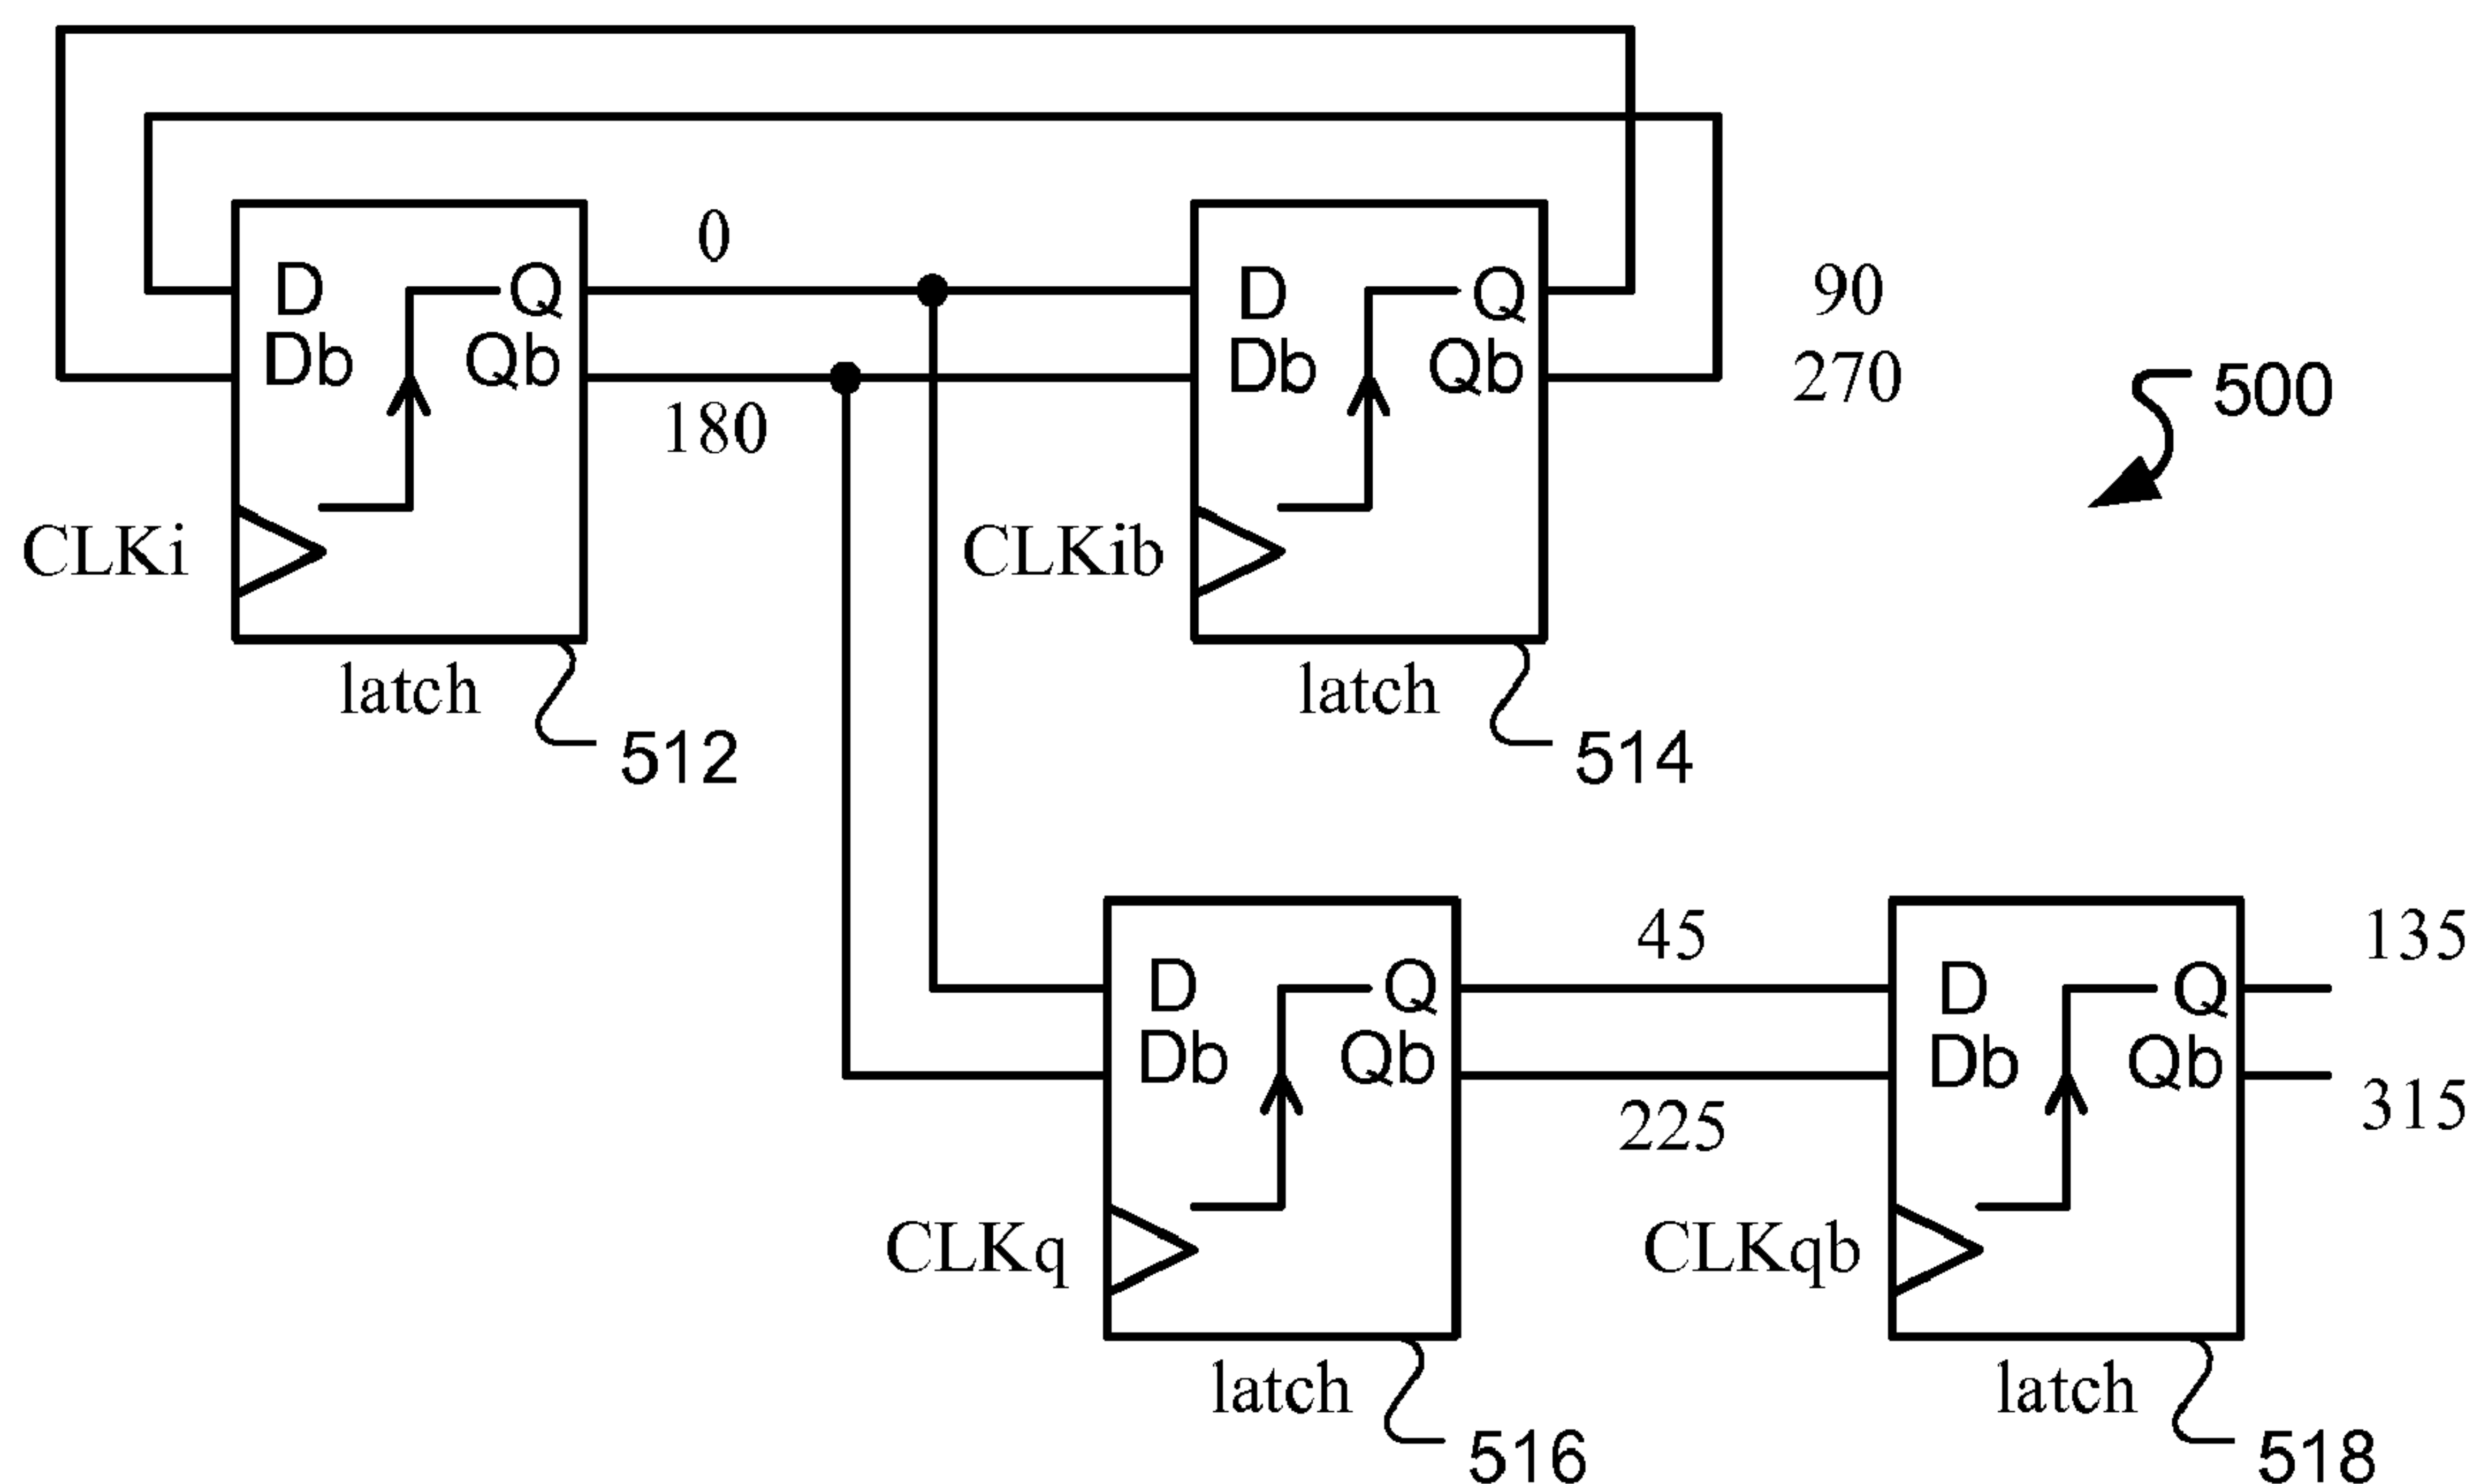 0
D Q
Db Qb
180
CLKi
latch
512
D Q
Db Qb
90
270
CLKib
latch
514
500
D Q
Db Qb
45
225
CLKq
latch
516
D Q
Db Qb
135
315
CLKqb
latch
518